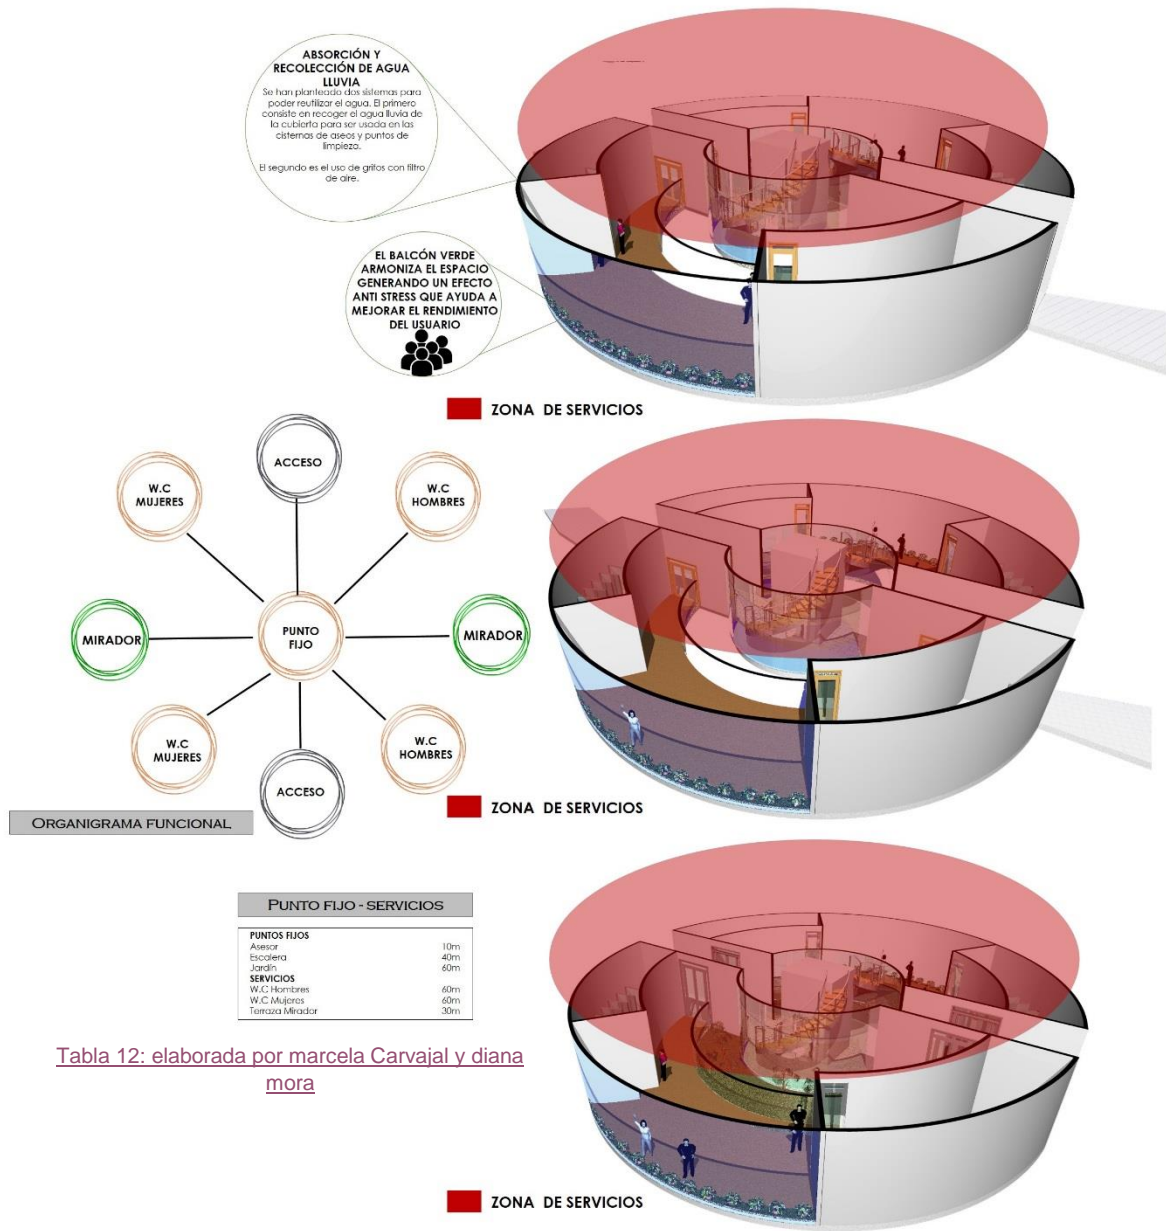 ABSORCIÓN Y
RECOLECCIÓN DE AGUA
LLUVIA
Se han planteado dos sistemas para
poder reutilizar el agua. El primero
consiste en recoger el agua lluvia de
la cubierta para ser usada en las
cisternas de aseos y puntos de
limpieza.
El segundo es el uso de grifos con filtro
de aire.
EL BALCÓN VERDE
ARMONIZA EL ESPACIO
GENERANDO UN EFECTO
ANTI STRESS QUE AYUDA A
MEJORAR EL RENDIMIENTO
DEL USUARIO
ZONA DE SERVICIOS
ACCESO
W.C
MUJERES
W.C
HOMBRES
MIRADOR
PUNTO
FIJO
MIRADOR
W.C
MUJERES
W.C
HOMBRES
ACCESO
ORGANIGRAMA FUNCIONAL
ZONA DE SERVICIOS
PUNTO FIJO - SERVICIOS
PUNTOS FIJOS
Asesor 10m
Escalera 40m
Jardín 60m
SERVICIOS
W.C Hombres 60m
W.C Mujeres 60m
Terraza Mirador 30m
Tabla 12: elaborada por marcela Carvajal y diana
mora
ZONA DE SERVICIOS